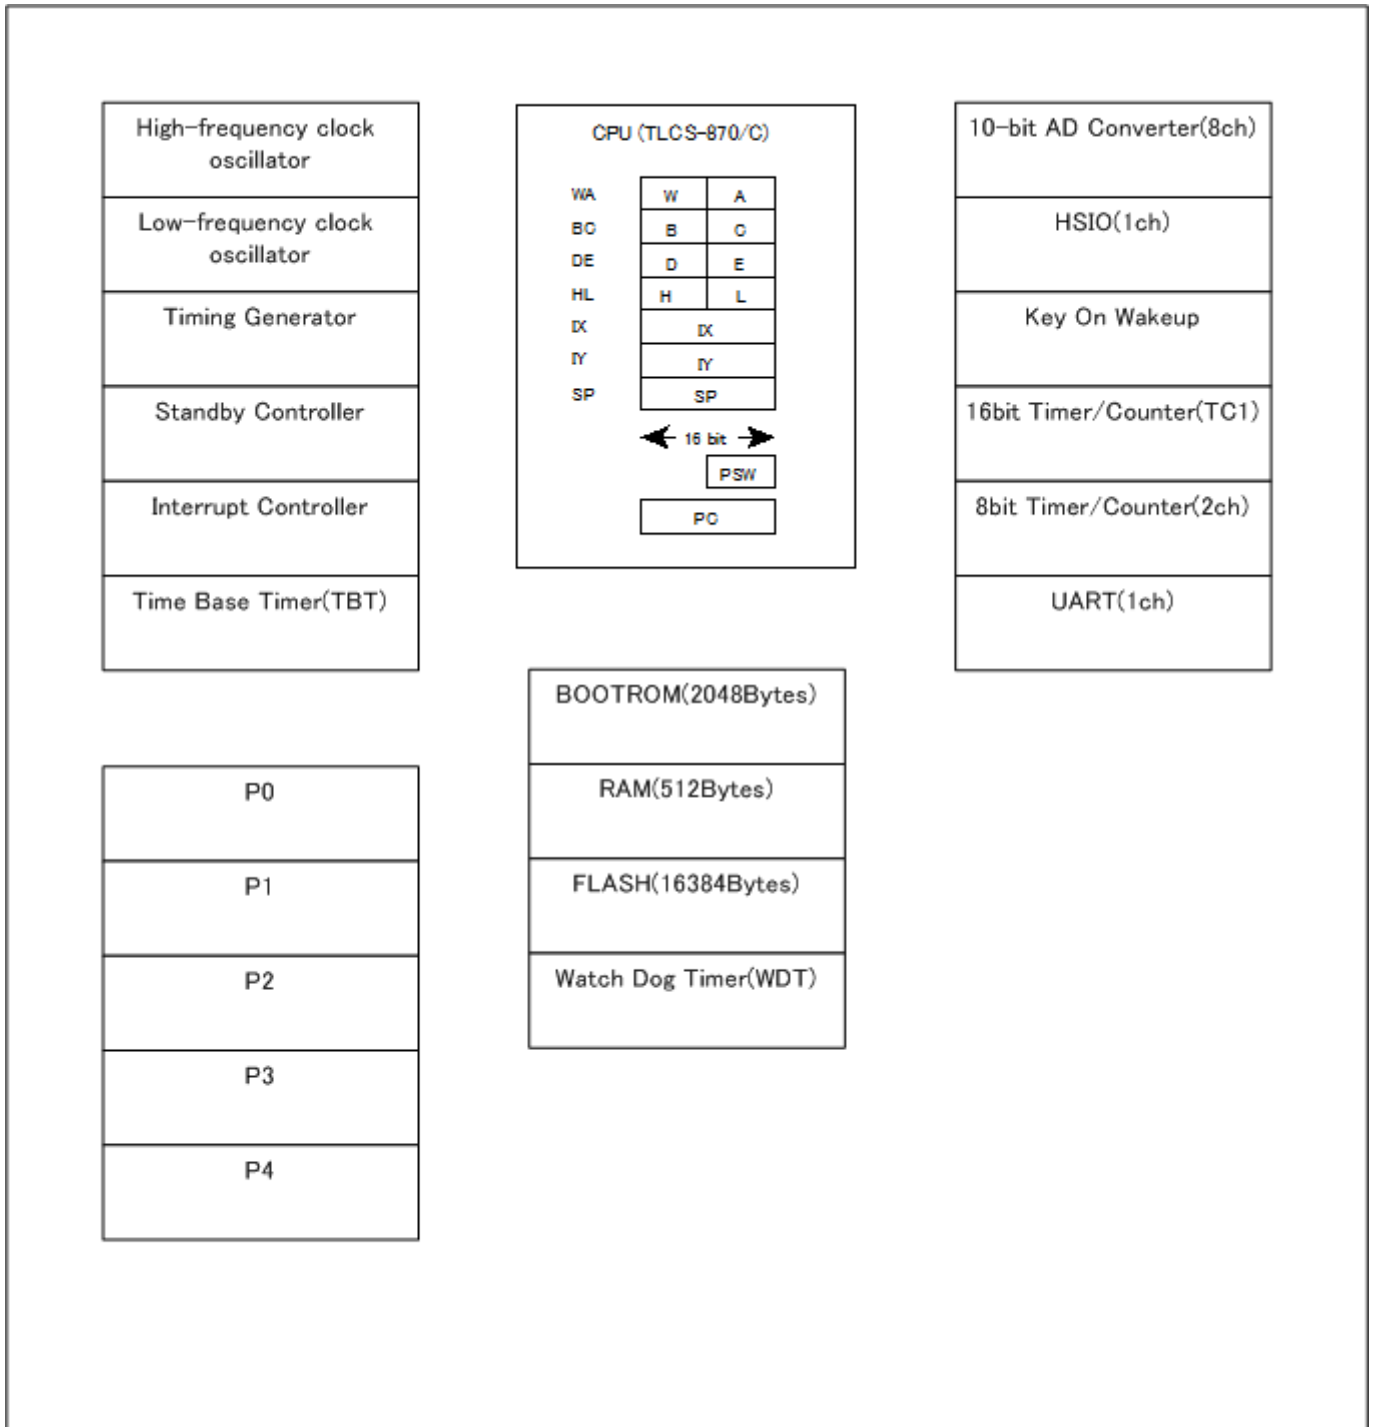 High-frequency clock
oscillator
Low-frequency clock
oscillator
Timing Generator
Standby Controller
Interrupt Controller
Time Base Timer(TBT)
P0
P1
P2
P3
P4
CPU (TLCS-870/C)
WA W A
BC B C
DE D E
HL H L
IX IX
IY IY
SP SP
16 bit
PSW
PC
BOOTROM(2048Bytes)
RAM(512Bytes)
FLASH(16384Bytes)
Watch Dog Timer(WDT)
10-bit AD Converter(8ch)
HSIO(1ch)
Key On Wakeup
16bit Timer/Counter(TC1)
8bit Timer/Counter(2ch)
UART(1ch)